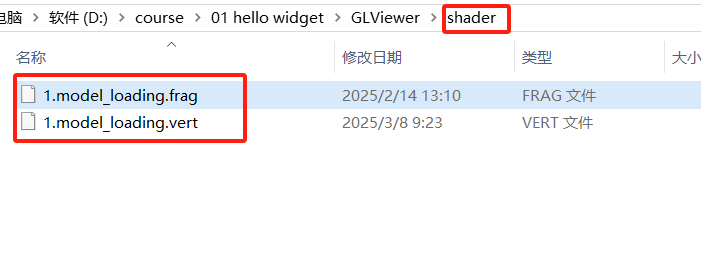 电脑 > 软件 (D:) > course > 01 hello widget > GLViewer > shader
名称 修改日期 类型 大小
1.model_loading.frag 2025/2/14 13:10 FRAG 文件
1.model_loading.vert 2025/3/8 9:23 VERT 文件